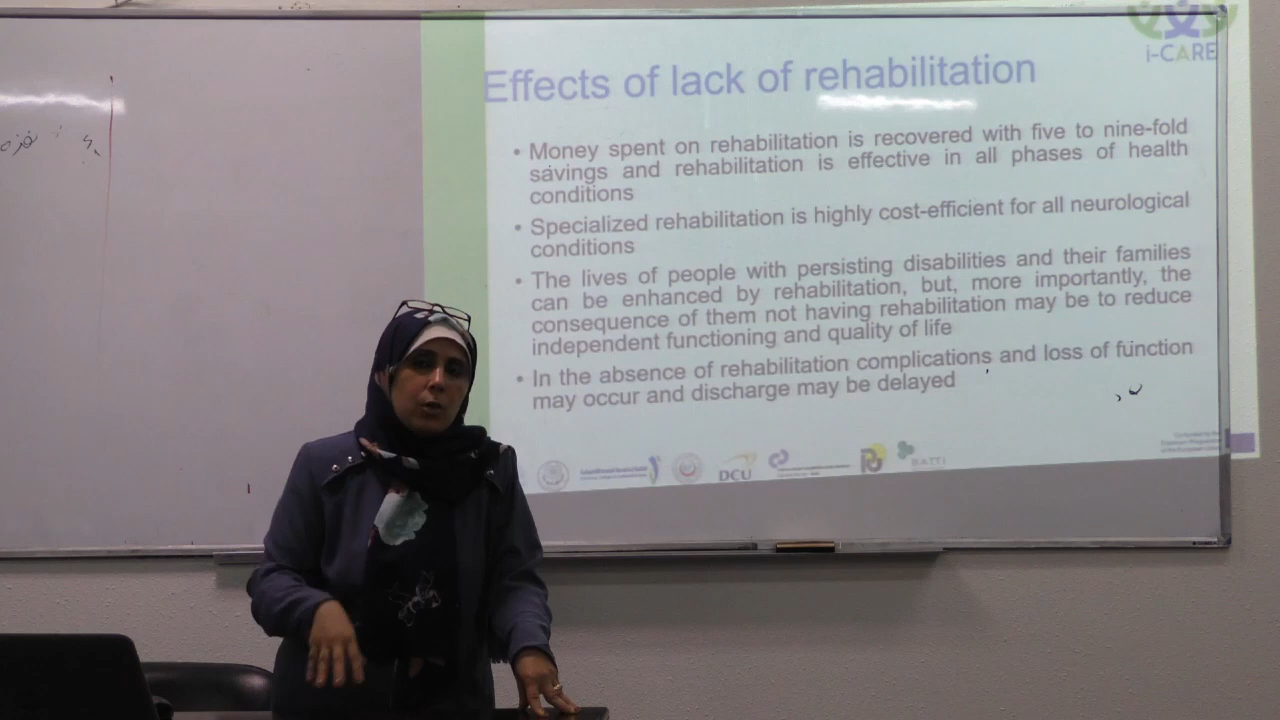 i-CARE
Effects of lack of rehabilitation
• Money spent on rehabilitation is recovered with five to nine-fold
savings and rehabilitation is effective in all phases of health
conditions
• Specialized rehabilitation is highly cost-efficient for all neurological
conditions
• The lives of people with persisting disabilities and their families
can be enhanced by rehabilitation, but, more importantly, the
consequence of them not having rehabilitation may be to reduce
independent functioning and quality of life
• In the absence of rehabilitation complications and loss of function
may occur and discharge may be delayed
DCU
BATTI